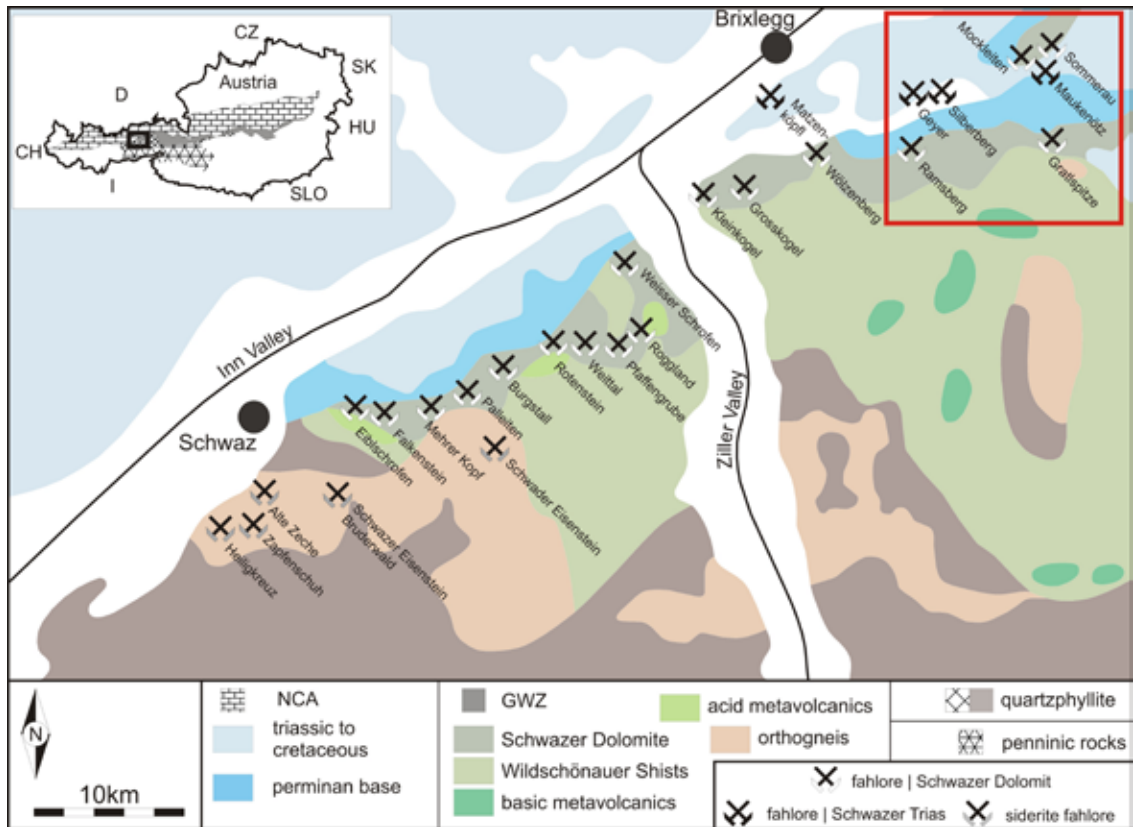 CZ
SK
Austria
D
HU
CH
I
SLO
Brixlegg
Mockleiten
Sommerau
Maukenötz
Geyer
Silberberg
Ramsberg
Gratlspitze
Matzen-
köpfl
Wölzenberg
Grosskogel
Kleinkogel
Weisser Schrofen
Roggland
Pfaffengrube
Weittal
Rotenstein
Burgstall
Palleiten
Mehrer Kopf
Falkenstein
Eiblschrofen
Schwader Eisenstein
Inn Valley
Ziller Valley
Schwaz
Alte Zeche
Zapfenschuh
Heiligkreuz
Schwazer Eisenstein
Bruderwald
N
10km
NCA
triassic to
cretaceous
perminan base
GWZ
Schwazer Dolomite
Wildschönauer Shists
basic metavolcanics
acid metavolcanics
orthogneis
quartzphyllite
penninic rocks
fahlore | Schwazer Dolomit
fahlore | Schwazer Trias
siderite fahlore